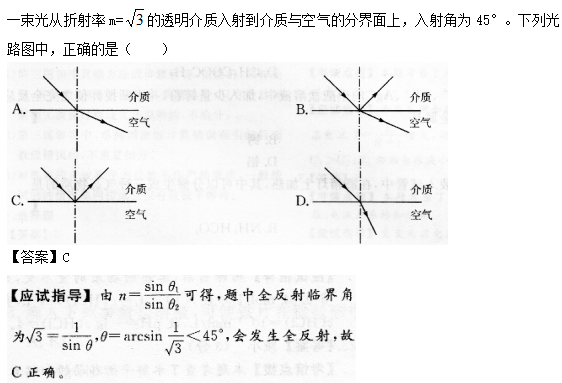 一束光从折射率m=√3的透明介质入射到介质与空气的分界面上，入射角为 45°。下列光
路图中，正确的是（　　）
A. 介质 空气
B. 介质 空气
C. 介质 空气
D. 介质 空气
【答案】C
【应试指导】由 n=sin θ₁/sin θ₂ 可得，题中全反射临界角
为√3=1/sin θ,θ=arcsin 1/√3<45°,会发生全反射,故
C 正确。